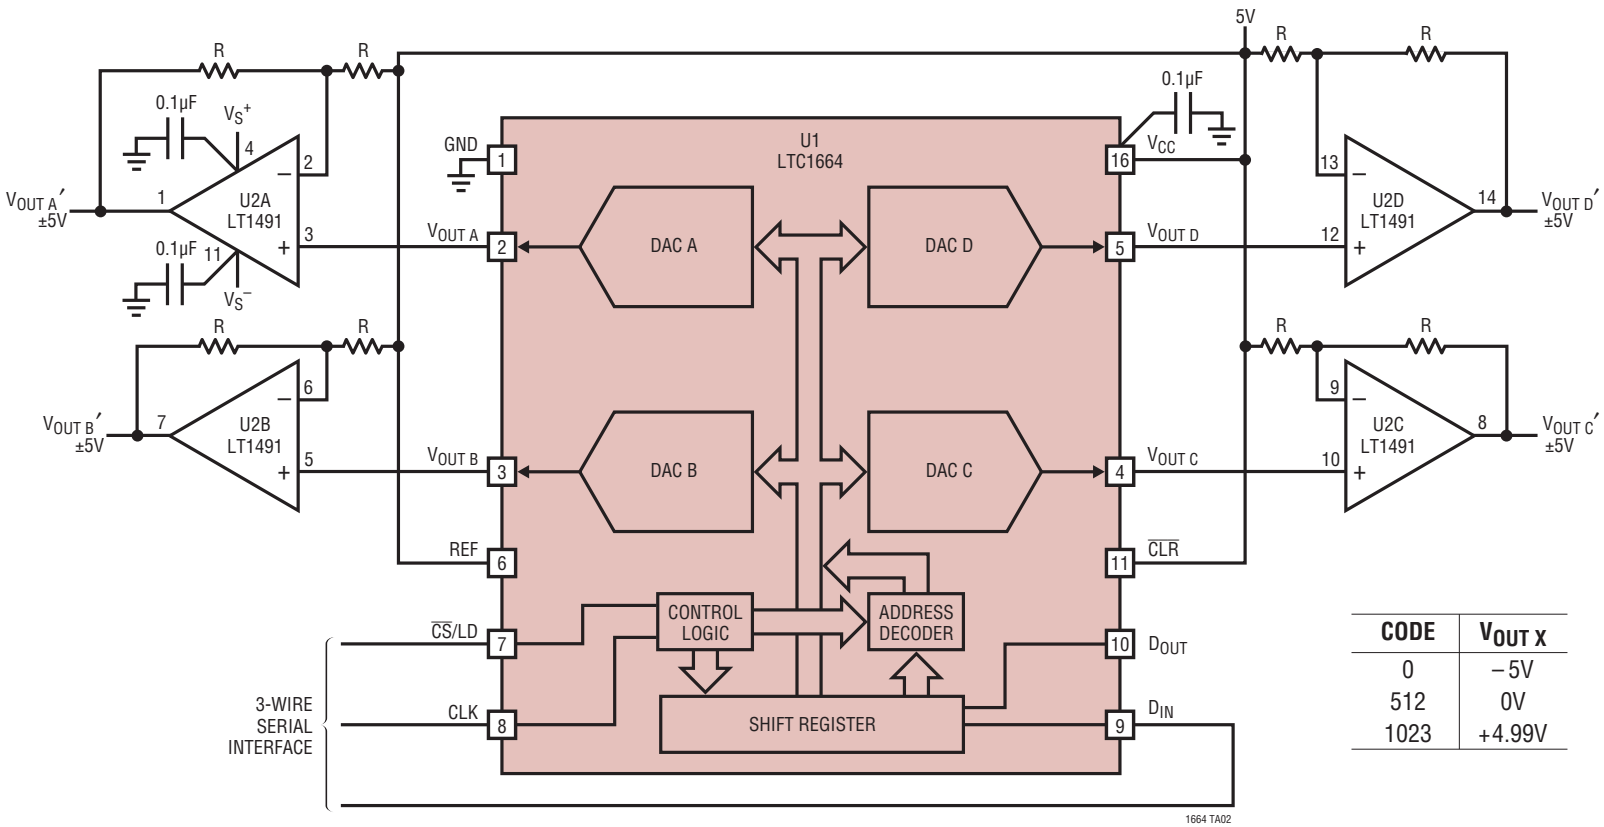 5V
R
R
R
R
0.1µF
VS+
4
2
−
1
U2A
LT1491
VOUT A′
±5V
3
+
0.1µF
11
VS−
GND
1
U1
LTC1664
0.1µF
VCC
16
13
−
U2D
LT1491
14
VOUT D′
±5V
12
+
VOUT A
2
DAC A
DAC D
5
VOUT D
R
R
R
R
6
−
7
U2B
LT1491
VOUT B′
±5V
5
+
9
−
U2C
LT1491
8
VOUT C′
±5V
10
+
VOUT B
3
DAC B
DAC C
4
VOUT C
REF
6
11
CLR
CONTROL
LOGIC
ADDRESS
DECODER
CS/LD
7
10
DOUT
3-WIRE
SERIAL
INTERFACE
CLK
8
SHIFT REGISTER
9
DIN
CODE VOUT X
0 –5V
512 0V
1023 +4.99V
1664 TA02